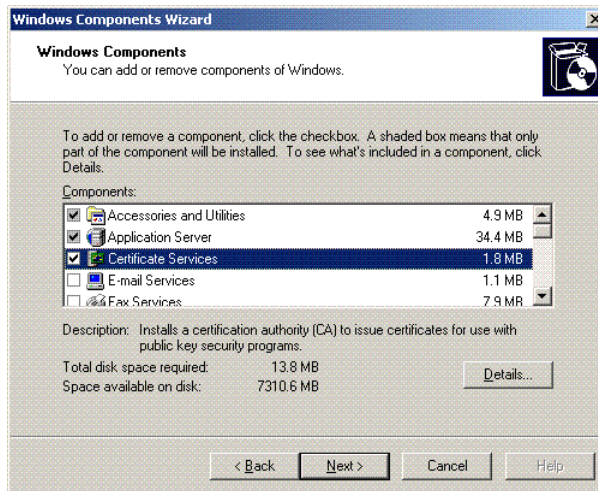 Windows Components Wizard
Windows Components
You can add or remove components of Windows.
To add or remove a component, click the checkbox. A shaded box means that only
part of the component will be installed. To see what's included in a component, click
Details.
Components:
Accessories and Utilities 4.9 MB
Application Server 34.4 MB
Certificate Services 1.8 MB
E-mail Services 1.1 MB
Fax Services 7.9 MB
Description: Installs a certification authority (CA) to issue certificates for use with
public key security programs.
Total disk space required: 13.8 MB
Space available on disk: 7310.6 MB
Details...
< Back Next > Cancel Help